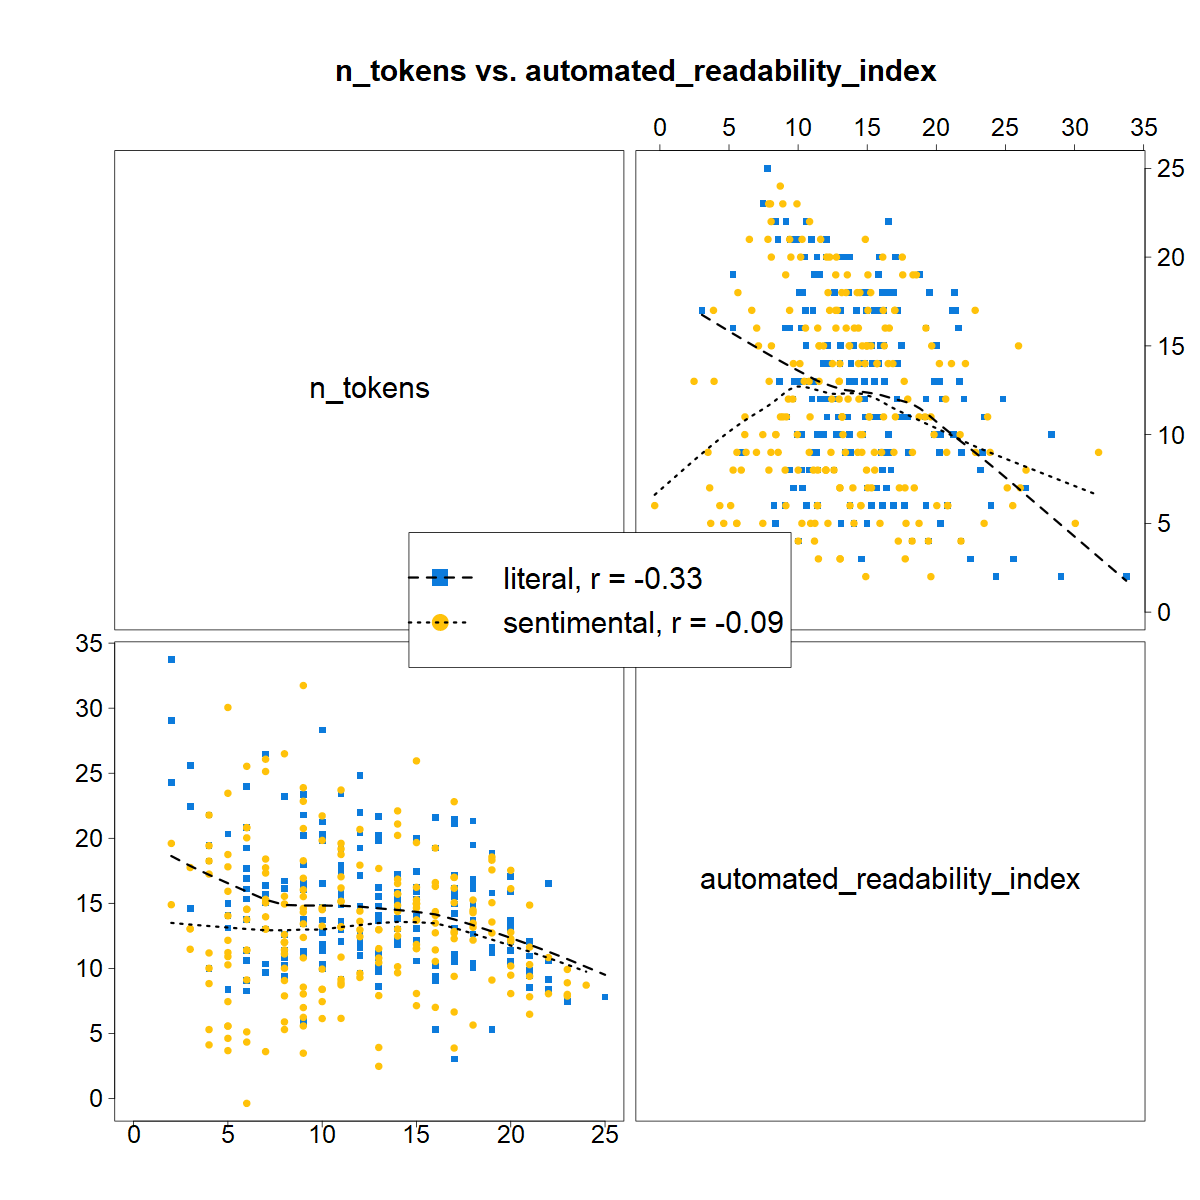 n_tokens vs. automated_readability_index
0 5 10 15 20 25 30 35
n_tokens
25
20
15
10
5
0
literal, r = -0.33
sentimental, r = -0.09
35
30
25
20
15
10
5
0
automated_readability_index
0 5 10 15 20 25